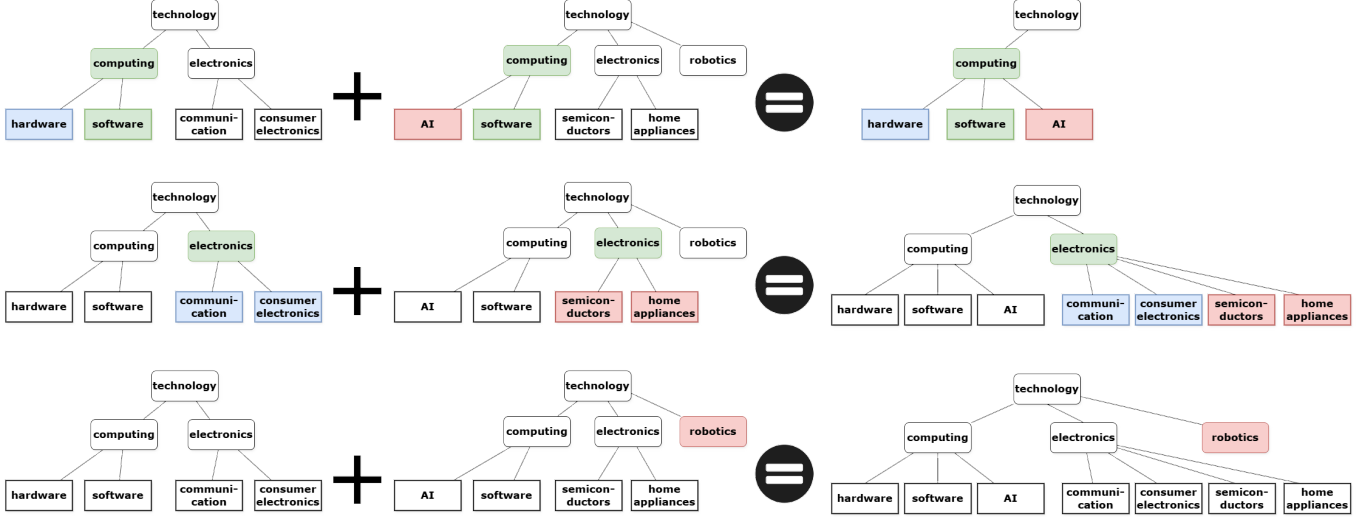 technology
technology
technology
computing
electronics
computing
electronics
robotics
computing
hardware
software
communi-
cation
consumer
electronics
AI
software
semicon-
ductors
home
appliances
hardware
software
AI
technology
technology
technology
computing
electronics
computing
electronics
robotics
computing
electronics
hardware
software
communi-
cation
consumer
electronics
AI
software
semicon-
ductors
home
appliances
hardware
software
AI
communi-
cation
consumer
electronics
semicon-
ductors
home
appliances
technology
technology
technology
computing
electronics
computing
electronics
robotics
computing
electronics
robotics
hardware
software
communi-
cation
consumer
electronics
AI
software
semicon-
ductors
home
appliances
hardware
software
AI
communi-
cation
consumer
electronics
semicon-
ductors
home
appliances